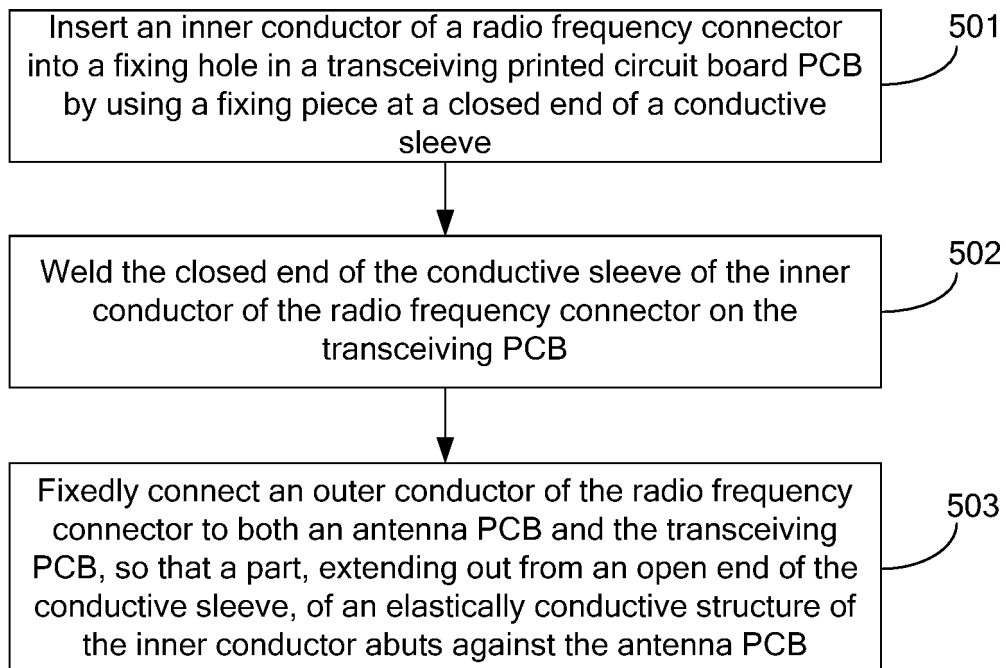 Insert an inner conductor of a radio frequency connector
into a fixing hole in a transceiving printed circuit board PCB
by using a fixing piece at a closed end of a conductive
sleeve
501
Weld the closed end of the conductive sleeve of the inner
conductor of the radio frequency connector on the
transceiving PCB
502
Fixedly connect an outer conductor of the radio frequency
connector to both an antenna PCB and the transceiving
PCB, so that a part, extending out from an open end of the
conductive sleeve, of an elastically conductive structure of
the inner conductor abuts against the antenna PCB
503